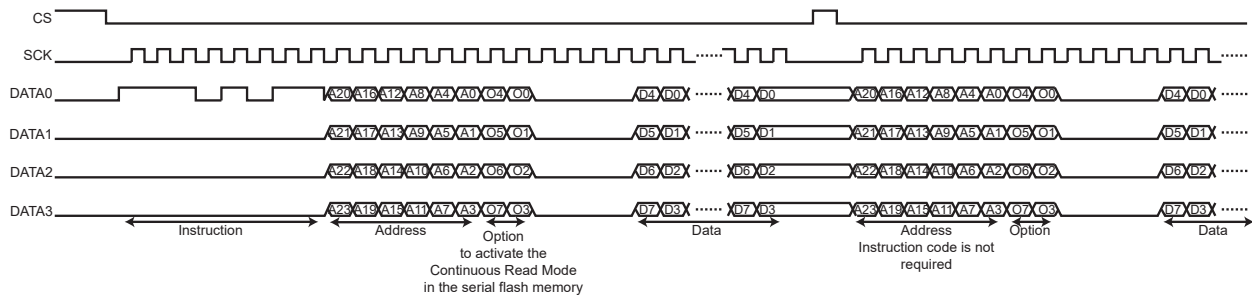 CS
SCK
DATA0 A20 A16 A12 A8 A4 A0 O4 O0 D4 D0 ...... D4 D0 A20 A16 A12 A8 A4 A0 O4 O0 D4 D0 ......
DATA1 A21 A17 A13 A9 A5 A1 O5 O1 D5 D1 ...... D5 D1 A21 A17 A13 A9 A5 A1 O5 O1 D5 D1 ......
DATA2 A22 A18 A14 A10 A6 A2 O6 O2 D6 D2 ...... D6 D2 A22 A18 A14 A10 A6 A2 O6 O2 D6 D2 ......
DATA3 A23 A19 A15 A11 A7 A3 O7 O3 D7 D3 ...... D7 D3 A23 A19 A15 A11 A7 A3 O7 O3 D7 D3 ......
Instruction Address Data Address Option Data
Option
to activate the
Continuous Read Mode
in the serial flash memory
Instruction code is not
required